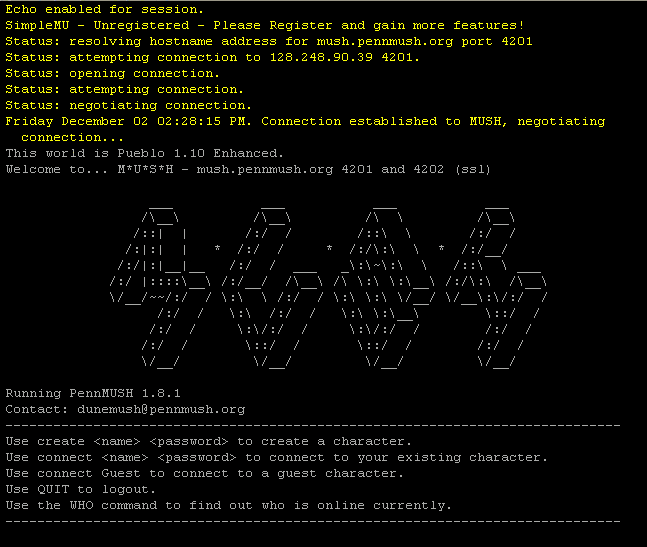 Echo enabled for session.
SimpleMU - Unregistered - Please Register and gain more features!
Status: resolving hostname address for mush.pennmush.org port 4201
Status: attempting connection to 128.248.90.39 4201.
Status: opening connection.
Status: attempting connection.
Status: negotiating connection.
Friday December 02 02:28:15 PM. Connection established to MUSH, negotiating
connection...
This world is Pueblo 1.10 Enhanced.
Welcome to... M*U*S*H - mush.pennmush.org 4201 and 4202 (ssl)
M * U * S * H
Running PennMUSH 1.8.1
Contact: dunemush@pennmush.org
-----------------------------------------------------------------------------
Use create <name> <password> to create a character.
Use connect <name> <password> to connect to your existing character.
Use connect Guest to connect to a guest character.
Use QUIT to logout.
Use the WHO command to find out who is online currently.
-----------------------------------------------------------------------------